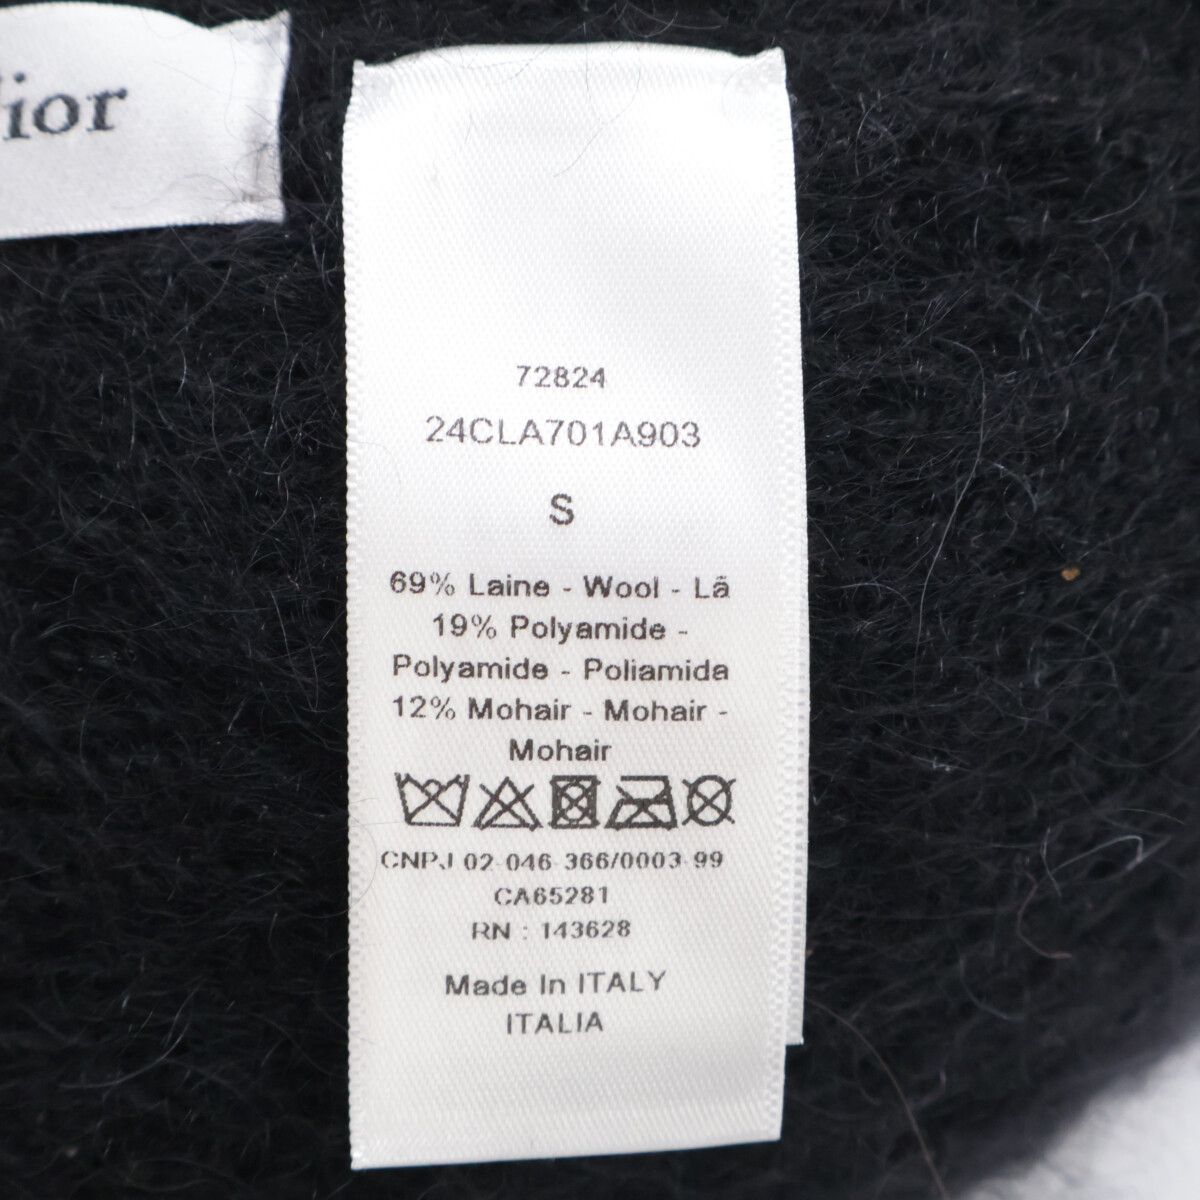 ior
72824
24CLA701A903
S
69% Laine - Wool - Lã
19% Polyamide -
Polyamide - Poliamida
12% Mohair - Mohair -
Mohair
CNPJ 02-046-366/0003-99
CA65281
RN : 143628
Made In ITALY
ITALIA